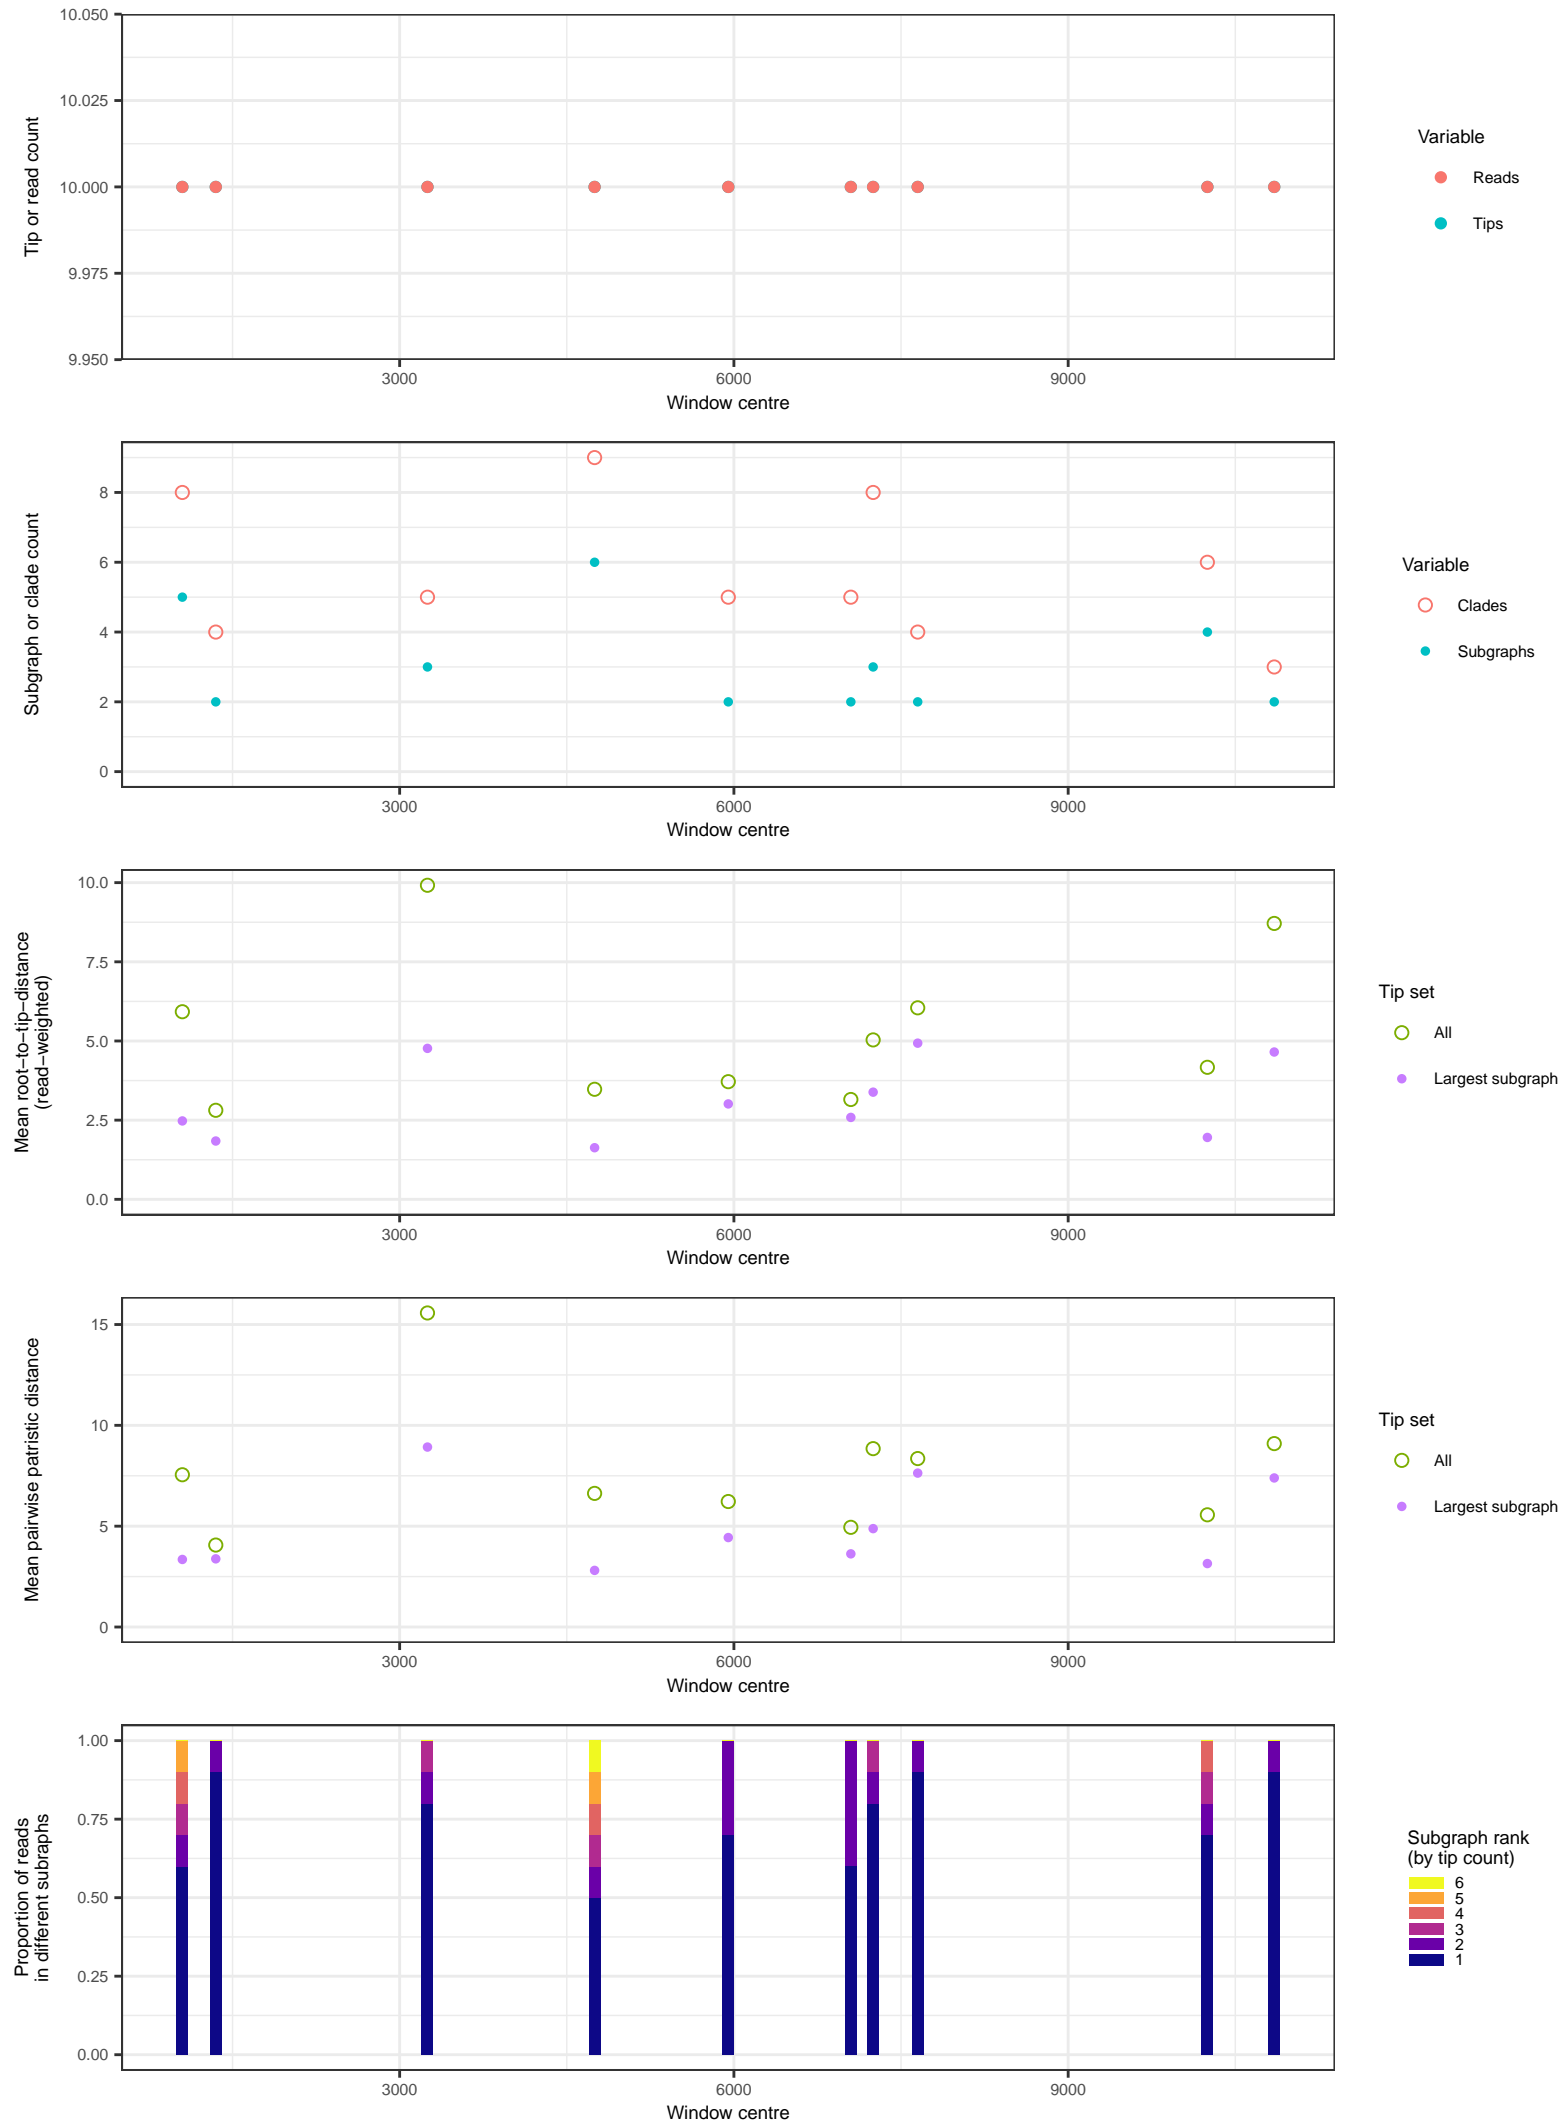 10.050
10.025
10.000
9.975
9.950
Tip or read count
3000
6000
9000
Window centre
Variable
Reads
Tips
8
6
4
2
0
Subgraph or clade count
3000
6000
9000
Window centre
Variable
Clades
Subgraphs
10.0
7.5
5.0
2.5
0.0
Mean root−to−tip−distance
(read−weighted)
3000
6000
9000
Window centre
Tip set
All
Largest subgraph
15
10
5
0
Mean pairwise patristic distance
3000
6000
9000
Window centre
Tip set
All
Largest subgraph
1.00
0.75
0.50
0.25
0.00
Proportion of reads
in different subraphs
3000
6000
9000
Window centre
Subgraph rank
(by tip count)
6
5
4
3
2
1